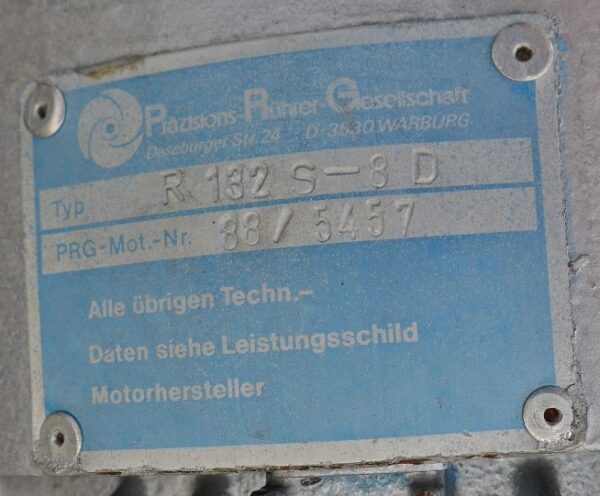 Präzisions-Rührer Gesellschaft
Daseburger Str. 24 D-3530 WARBURG
Typ R 132 S-8 D
PRG-Mot.-Nr. 88/5457
Alle übrigen Techn.-
Daten siehe Leistungsschild
Motorhersteller